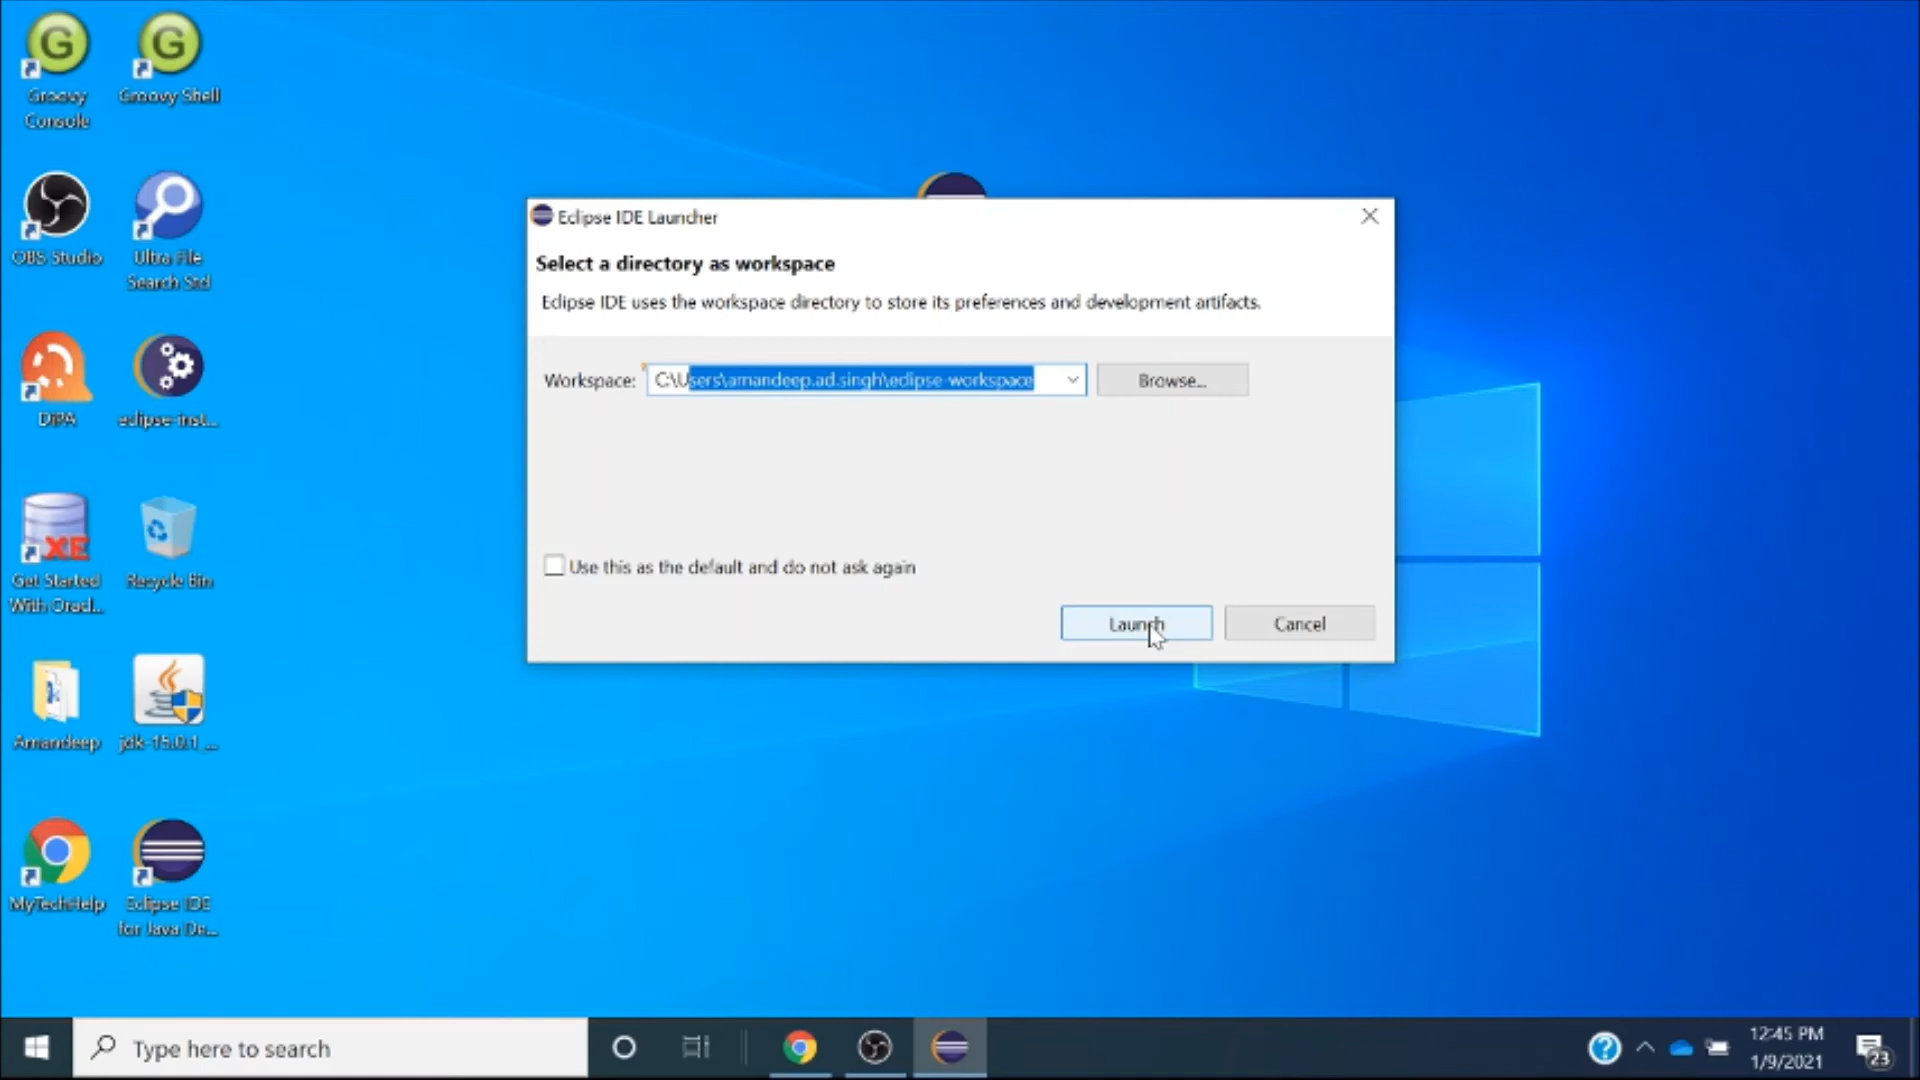 Groovy
Console
Groovy Shell
OBS Studio
Ultra File
Search Std
DiPA
eclipse-inst...
XE
Get Started
With Oracl...
Recycle Bin
Amandeep
jdk-15.0.1 ...
MyTechHelp
Eclipse IDE
for Java De...
Eclipse IDE Launcher
Select a directory as workspace
Eclipse IDE uses the workspace directory to store its preferences and development artifacts.
Workspace: C:\Users\amandeep.ad.singh\eclipse-workspace Browse...
Use this as the default and do not ask again
Launch Cancel
Type here to search
12:45 PM
1/9/2021
23